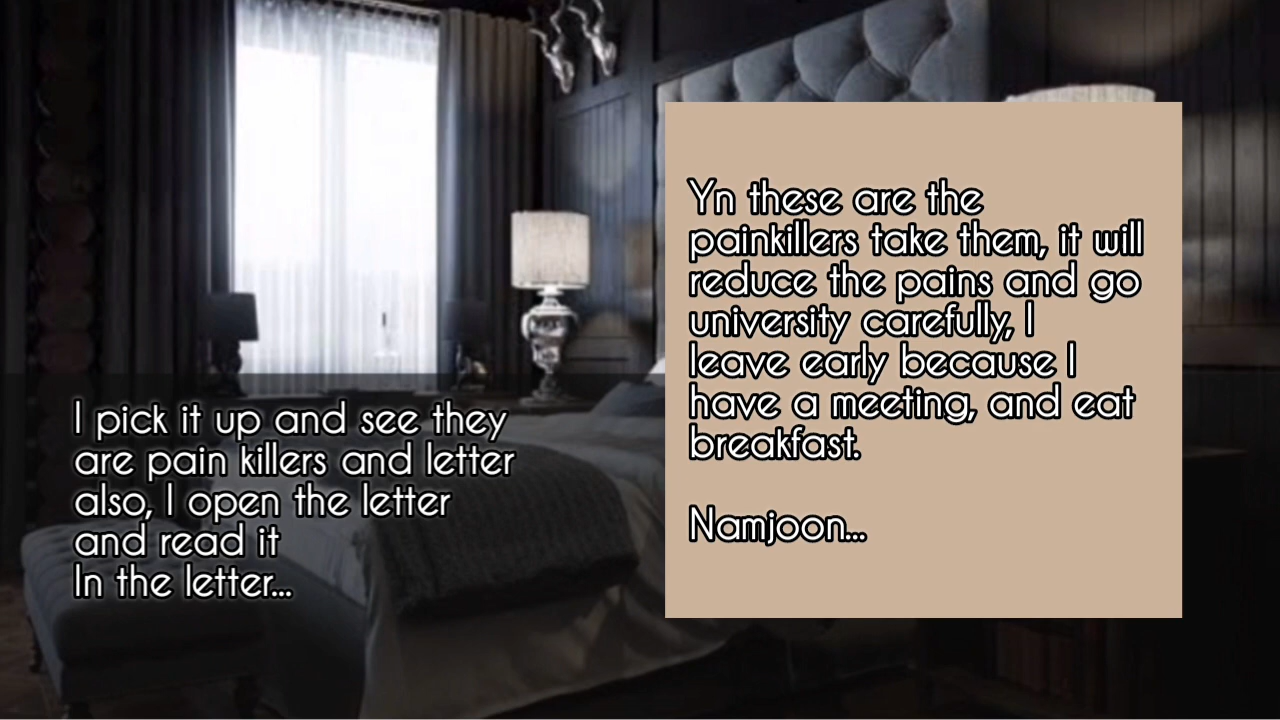 I pick it up and see they
are pain killers and letter
also, I open the letter
and read it
In the letter...
Yn these are the
painkillers take them, it will
reduce the pains and go
university carefully, I
leave early because I
have a meeting, and eat
breakfast.
Namjoon...